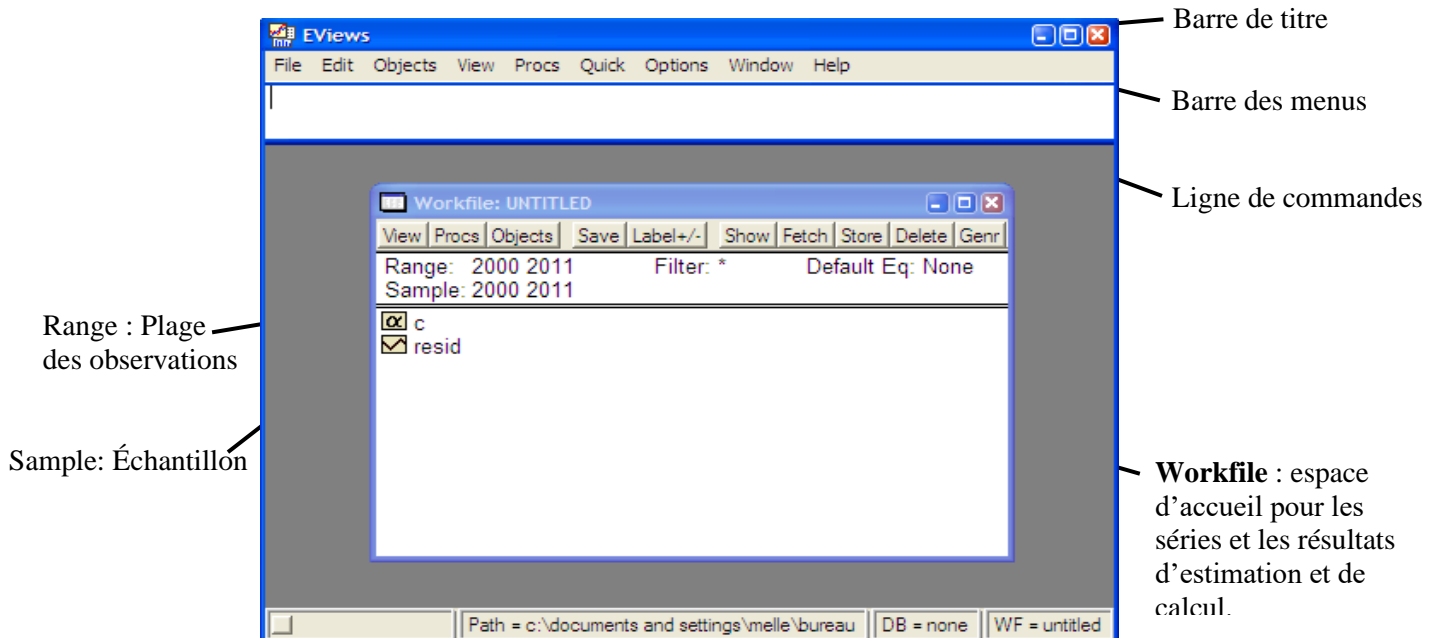 EViews
Barre de titre
File Edit Objects View Procs Quick Options Window Help
Barre des menus
Ligne de commandes
Workfile: UNTITLED
View Procs Objects Save Label+/- Show Fetch Store Delete Genr
Range: 2000 2011 Filter: * Default Eq: None
Sample: 2000 2011
c
resid
Range : Plage
des observations
Sample: Échantillon
Workfile : espace
d’accueil pour les
séries et les résultats
d’estimation et de
calcul.
Path = c:\documents and settings\melle\bureau DB = none WF = untitled